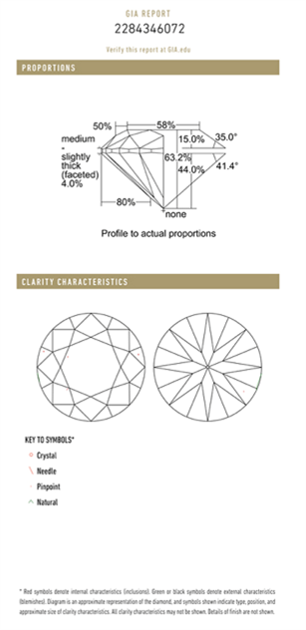 GIA REPORT
2284346072
Verify this report at GIA.edu
PROPORTIONS
50%
58%
medium
-
slightly
thick
(faceted)
4.0%
15.0%
35.0°
63.2%
44.0%
41.4°
80%
none
Profile to actual proportions
CLARITY CHARACTERISTICS
KEY TO SYMBOLS*
Crystal
Needle
Pinpoint
Natural
* Red symbols denote internal characteristics (inclusions). Green or black symbols denote external characteristics
(blemishes). Diagram is an approximate representation of the diamond, and symbols shown indicate type, position, and
approximate size of clarity characteristics. All clarity characteristics may not be shown. Details of finish are not shown.